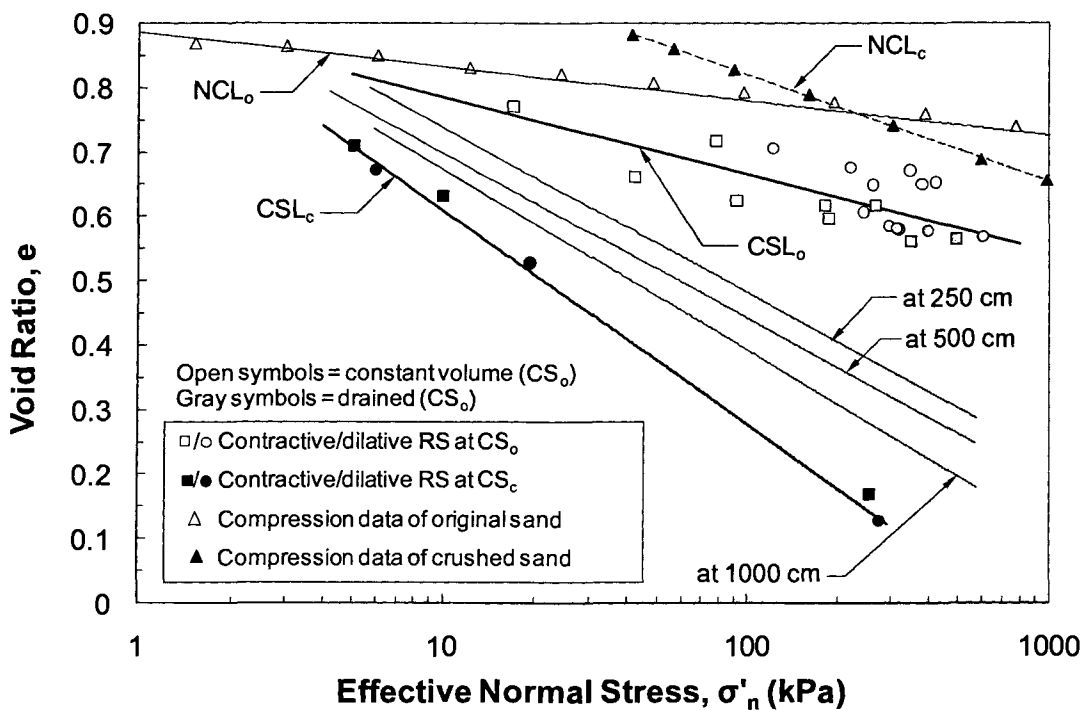 0.9
0.8
0.7
0.6
0.5
0.4
0.3
0.2
0.1
0
Void Ratio, e
NCLo
NCLc
CSLc
CSLo
at 250 cm
at 500 cm
at 1000 cm
Open symbols = constant volume (CSo)
Gray symbols = drained (CSo)
□/○ Contractive/dilative RS at CSo
■/● Contractive/dilative RS at CSc
△ Compression data of original sand
▲ Compression data of crushed sand
1 10 100 1000
Effective Normal Stress, σ'n (kPa)